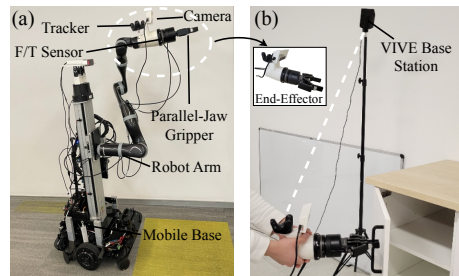 (a)
Tracker
Camera
F/T Sensor
Parallel-Jaw
Gripper
Robot Arm
Mobile Base
(b)
VIVE Base
Station
End-Effector